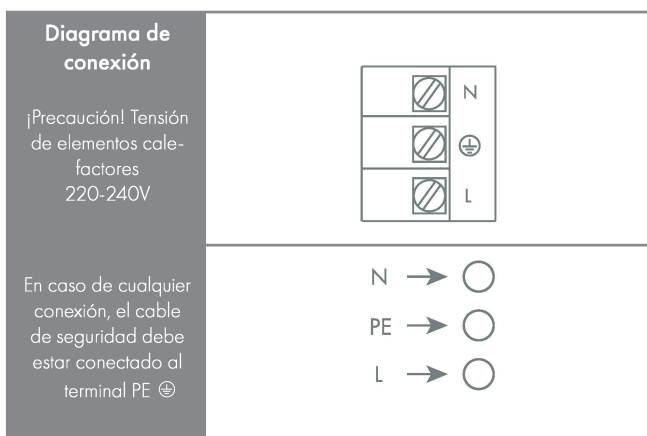 Diagrama de
conexión
¡Precaución! Tensión
de elementos cale-
factores
220-240V
N
⏚
L
En caso de cualquier
conexión, el cable
de seguridad debe
estar conectado al
terminal PE ⏚
N → ○
PE → ○
L → ○